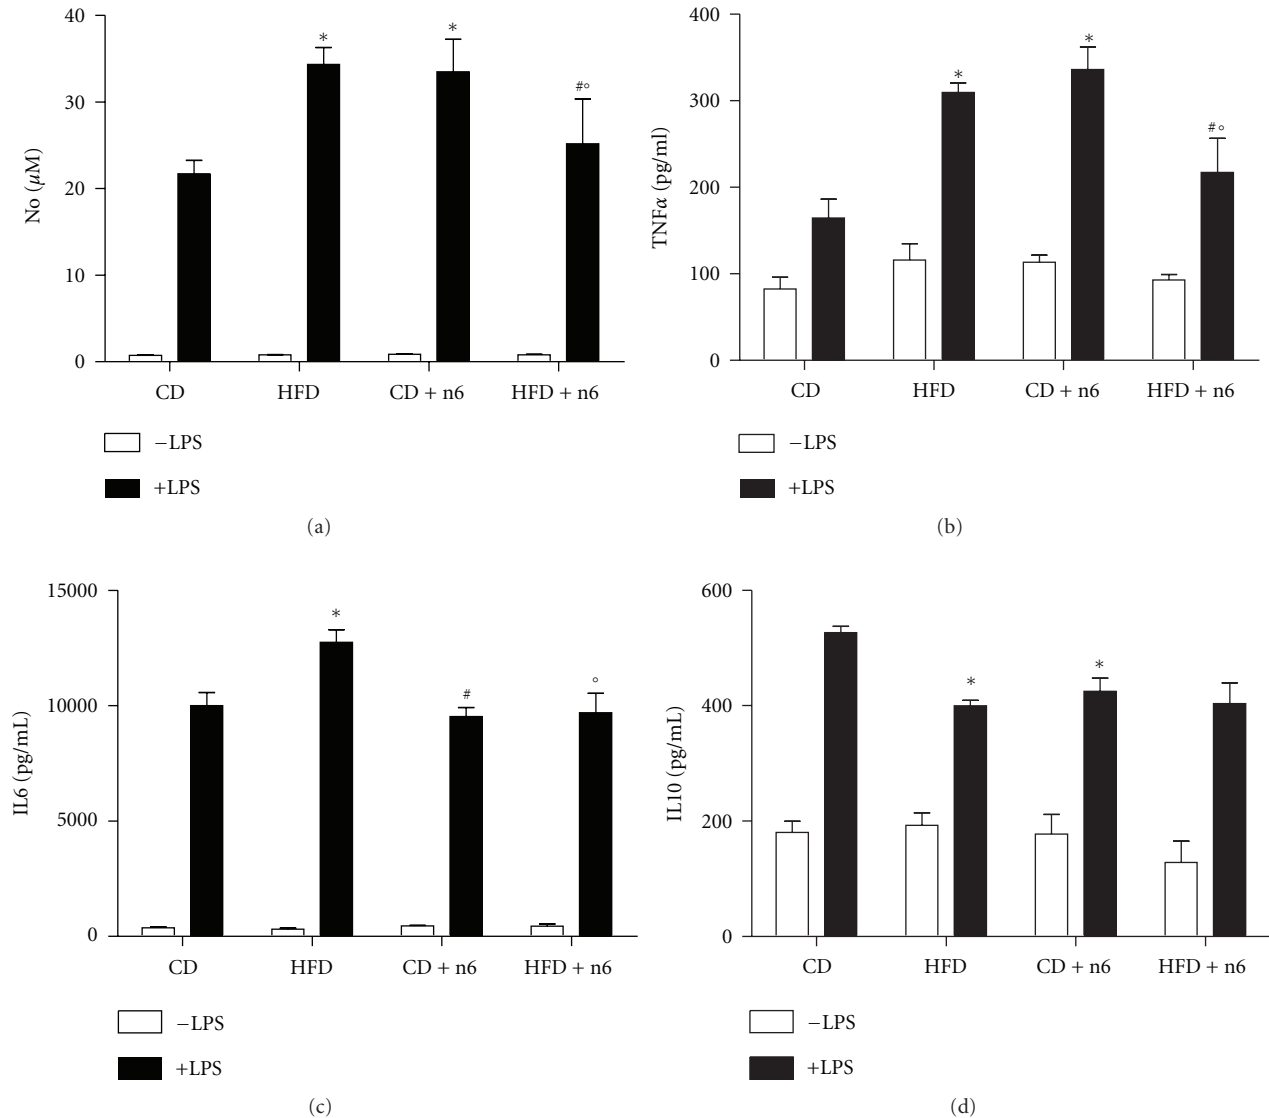 40
30
20
10
0
No (μM)
*
*
#°
CD
HFD
CD + n6
HFD + n6
−LPS
+LPS
(a)
400
300
200
100
0
TNFα (pg/ml)
*
*
#°
CD
HFD
CD + n6
HFD + n6
−LPS
+LPS
(b)
15000
10000
5000
0
IL6 (pg/mL)
*
#
°
CD
HFD
CD + n6
HFD + n6
−LPS
+LPS
(c)
600
400
200
0
IL10 (pg/mL)
*
*
CD
HFD
CD + n6
HFD + n6
−LPS
+LPS
(d)